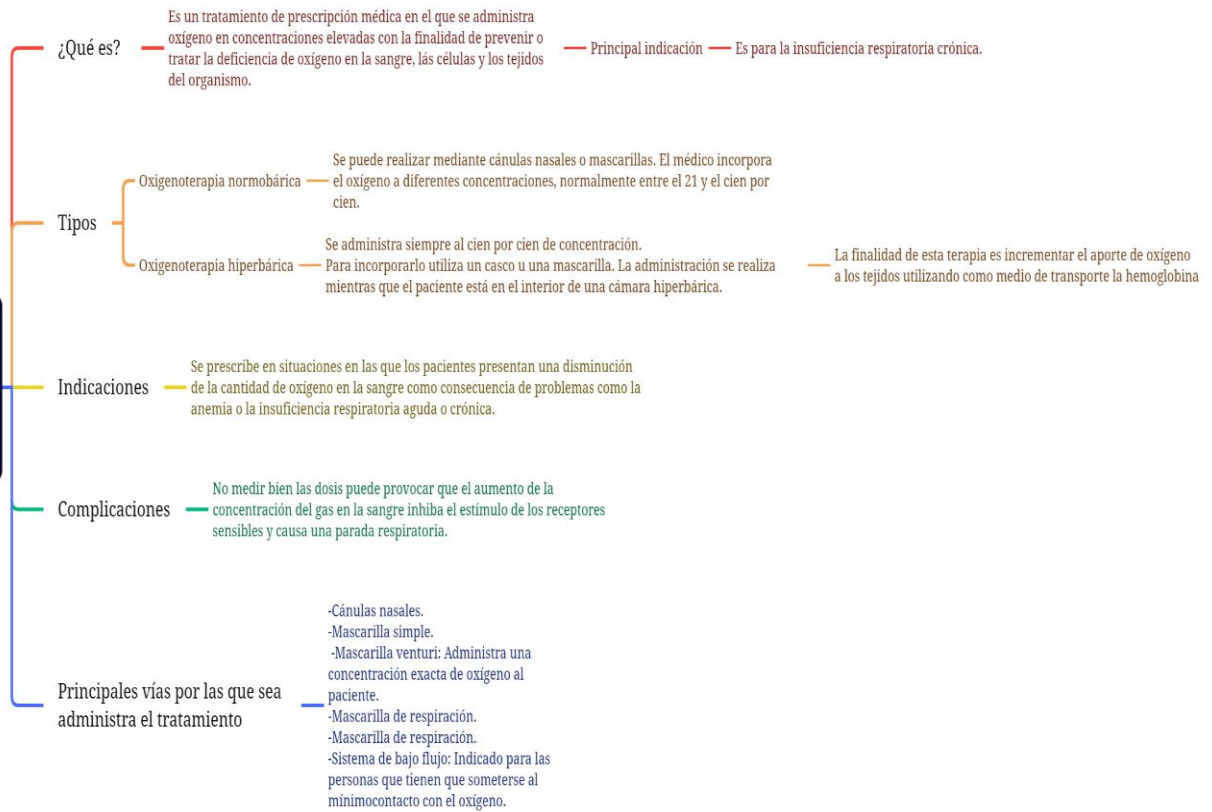 ¿Qué es?
Es un tratamiento de prescripción médica en el que se administra
oxígeno en concentraciones elevadas con la finalidad de prevenir o
tratar la deficiencia de oxígeno en la sangre, lás células y los tejidos
del organismo.
Principal indicación
Es para la insuficiencia respiratoria crónica.
Tipos
Oxigenoterapia normobárica
Se puede realizar mediante cánulas nasales o mascarillas. El médico incorpora
el oxígeno a diferentes concentraciones, normalmente entre el 21 y el cien por
cien.
Oxigenoterapia hiperbárica
Se administra siempre al cien por cien de concentración.
Para incorporarlo utiliza un casco u una mascarilla. La administración se realiza
mientras que el paciente está en el interior de una cámara hiperbárica.
La finalidad de esta terapia es incrementar el aporte de oxígeno
a los tejidos utilizando como medio de transporte la hemoglobina
Indicaciones
Se prescribe en situaciones en las que los pacientes presentan una disminución
de la cantidad de oxígeno en la sangre como consecuencia de problemas como la
anemia o la insuficiencia respiratoria aguda o crónica.
Complicaciones
No medir bien las dosis puede provocar que el aumento de la
concentración del gas en la sangre inhiba el estímulo de los receptores
sensibles y causa una parada respiratoria.
Principales vías por las que sea
administra el tratamiento
-Cánulas nasales.
-Mascarilla simple.
-Mascarilla venturi: Administra una
concentración exacta de oxígeno al
paciente.
-Mascarilla de respiración.
-Mascarilla de respiración.
-Sistema de bajo flujo: Indicado para las
personas que tienen que someterse al
mínimocontacto con el oxígeno.